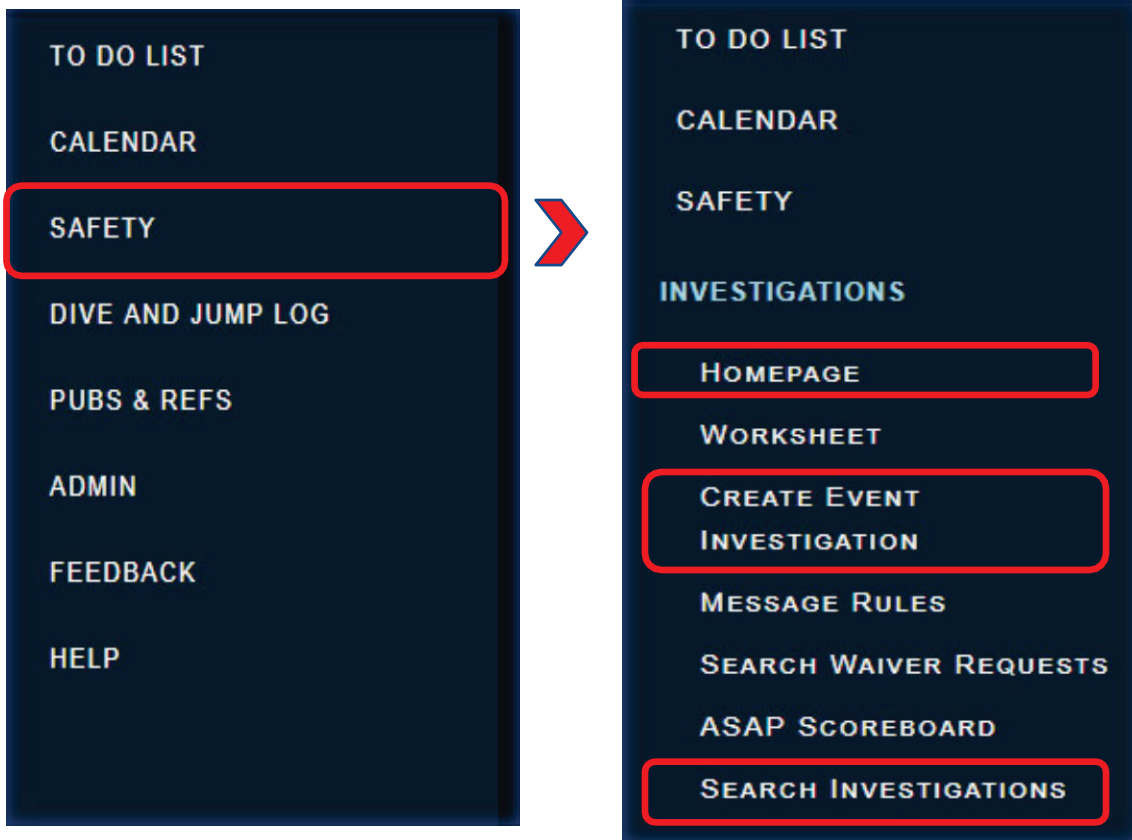 TO DO LIST
CALENDAR
SAFETY
DIVE AND JUMP LOG
PUBS & REFS
ADMIN
FEEDBACK
HELP
TO DO LIST
CALENDAR
SAFETY
INVESTIGATIONS
HOMEPAGE
WORKSHEET
CREATE EVENT
INVESTIGATION
MESSAGE RULES
SEARCH WAIVER REQUESTS
ASAP SCOREBOARD
SEARCH INVESTIGATIONS